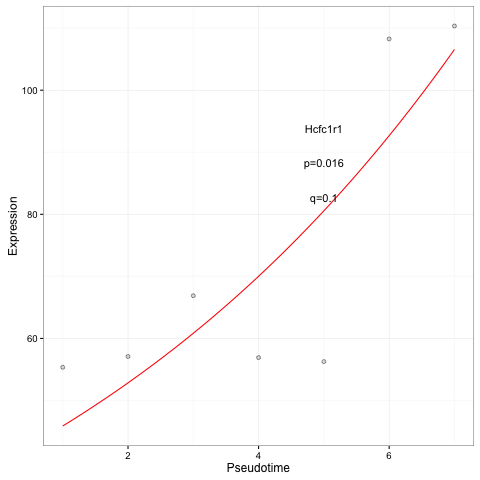 Hcfc1r1
p=0.016
q=0.1
Expression
100
80
60
2
4
6
Pseudotime